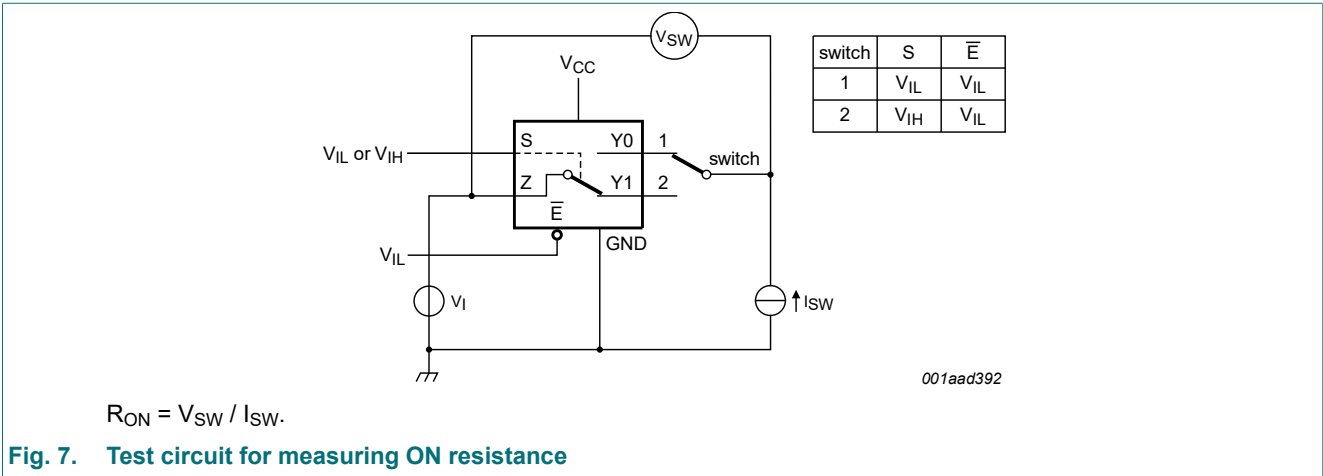 VSW
VCC
switch S E̅
1 VIL VIL
2 VIH VIL
VIL or VIH
S Y0 1 switch
Z Y1 2
E̅
GND
VIL
VI
ISW
001aad392
RON = VSW / ISW.
Fig. 7. Test circuit for measuring ON resistance